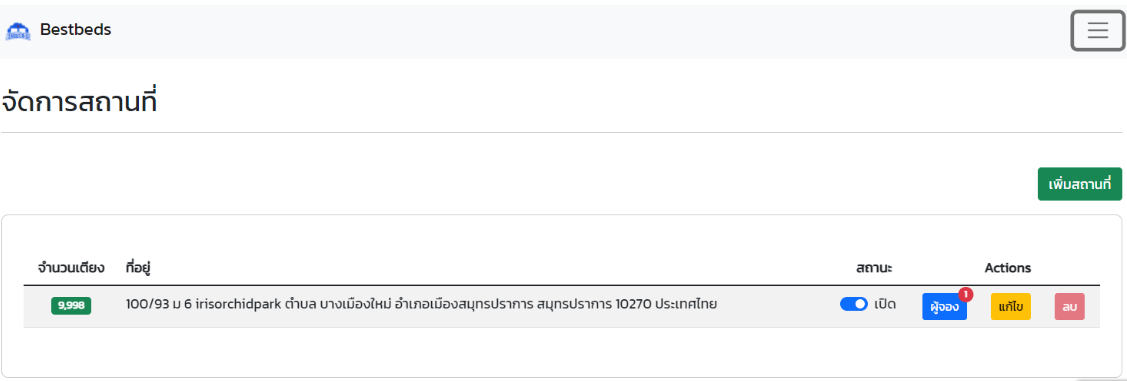 Bestbeds
จัดการสถานที่
เพิ่มสถานที่
จำนวนเตียง ที่อยู่ สถานะ Actions
9,998 100/93 ม 6 irisorchidpark ตำบล บางเมืองใหม่ อำเภอเมืองสมุทรปราการ สมุทรปราการ 10270 ประเทศไทย เปิด ผู้จอง 1 แก้ไข ลบ